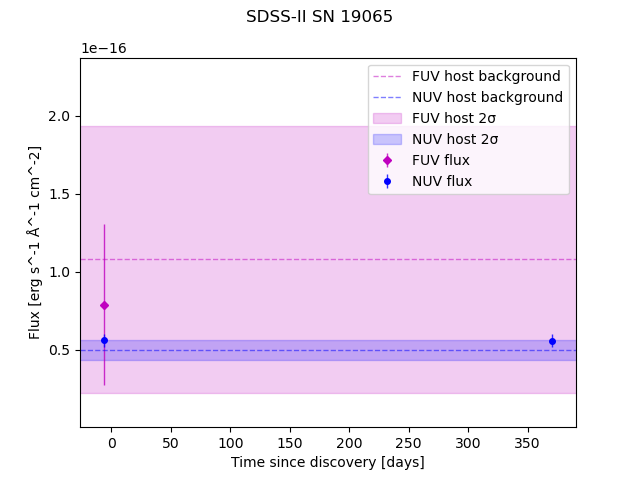 SDSS-II SN 19065
1e−16
FUV host background
NUV host background
FUV host 2σ
NUV host 2σ
FUV flux
NUV flux
2.0
1.5
1.0
0.5
Flux [erg s^-1 Å^-1 cm^-2]
0 50 100 150 200 250 300 350
Time since discovery [days]